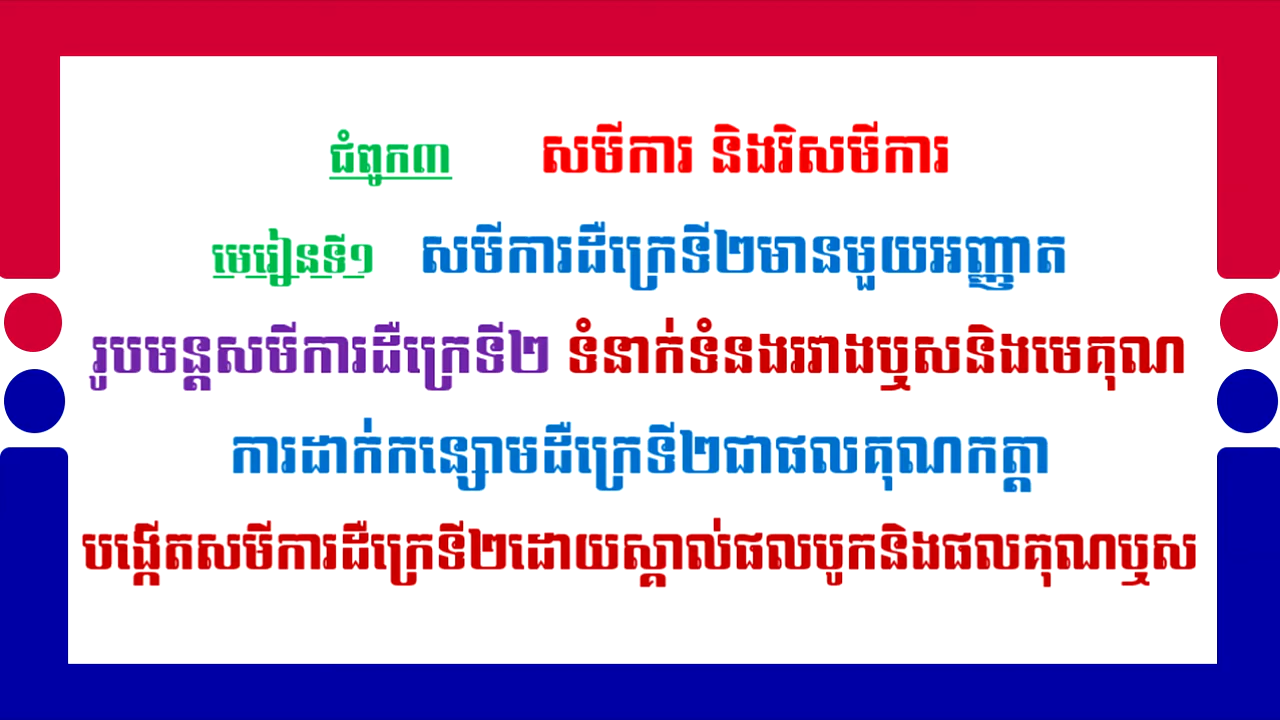 ជំពូក៣ សមីការ និងវិសមីការ
មេរៀនទី១ សមីការដឺក្រេទី២មានមួយអញ្ញាត
រូបមន្តសមីការដឺក្រេទី២ ទំនាក់ទំនងរវាងឬសនិងមេគុណ
ការដាក់កន្សោមដឺក្រេទី២ជាផលគុណកត្តា
បង្កើតសមីការដឺក្រេទី២ដោយស្គាល់ផលបូកនិងផលគុណឬស